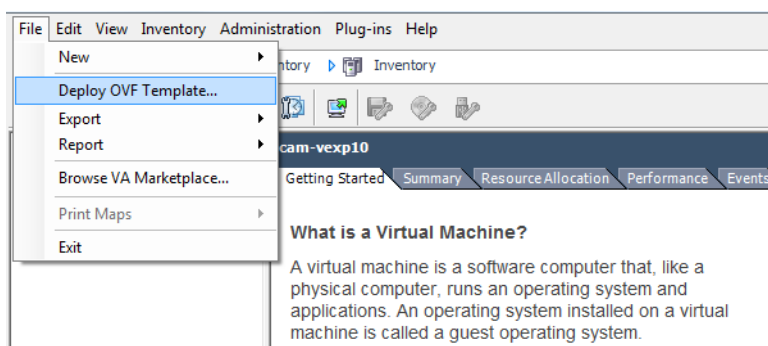 File Edit View Inventory Administration Plug-ins Help
New
ntory Inventory
Deploy OVF Template...
Export
Report
cam-vexp10
Browse VA Marketplace...
Getting Started Summary Resource Allocation Performance Events
Print Maps
Exit
What is a Virtual Machine?
A virtual machine is a software computer that, like a
physical computer, runs an operating system and
applications. An operating system installed on a virtual
machine is called a guest operating system.